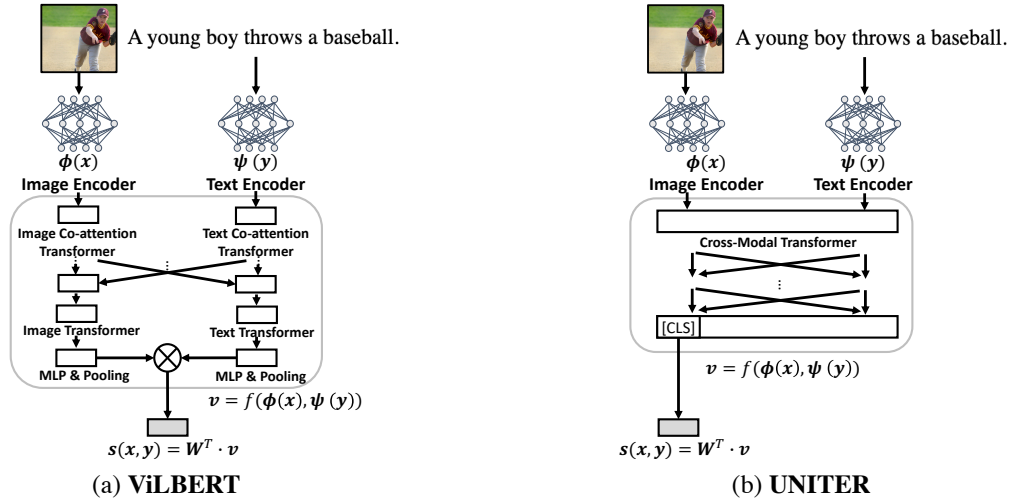 A young boy throws a baseball.
ϕ(x)
ψ (y)
Image Encoder
Text Encoder
Image Co-attention
Transformer
Text Co-attention
Transformer
⋮
⋮
⋮
Image Transformer
Text Transformer
MLP & Pooling
MLP & Pooling
v = f(ϕ(x), ψ (y))
s(x, y) = W^T · v
(a) ViLBERT
A young boy throws a baseball.
ϕ(x)
ψ (y)
Image Encoder
Text Encoder
Cross-Modal Transformer
⋮
[CLS]
v = f(ϕ(x), ψ (y))
s(x, y) = W^T · v
(b) UNITER